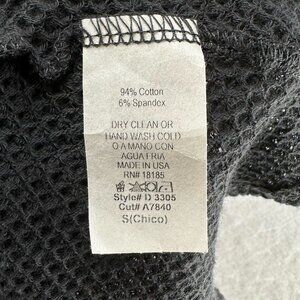 94% Cotton
6% Spandex
DRY CLEAN OR
HAND WASH COLD
O A MANO CON
AGUA FRIA
MADE IN USA
RN# 18185
Style# D 3305
Cut# A7840
S(Chico)